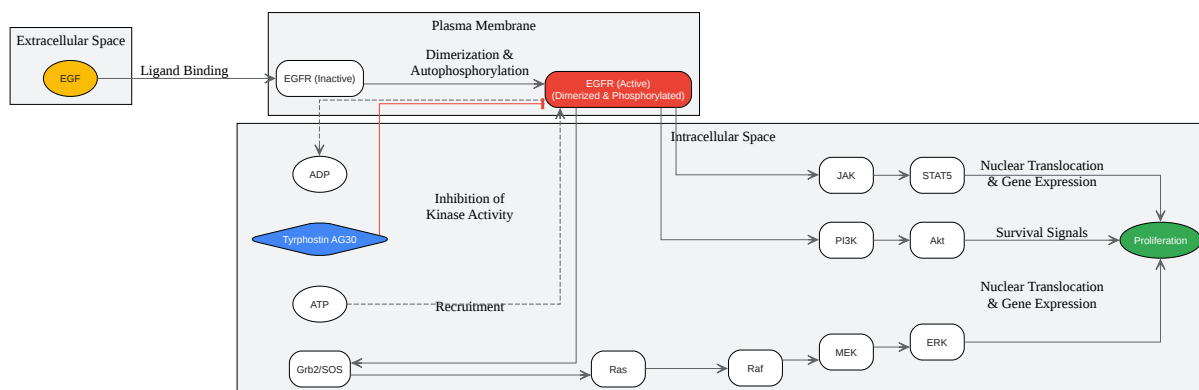 Plasma Membrane
Extracellular Space
EGF
Ligand Binding
EGFR (Inactive)
Dimerization &
Autophosphorylation
EGFR (Active)
(Dimerized & Phosphorylated)
Intracellular Space
ADP
JAK
STAT5
Nuclear Translocation
& Gene Expression
Inhibition of
Kinase Activity
Tyrphostin AG30
PI3K
Akt
Survival Signals
Proliferation
ATP
Recruitment
Nuclear Translocation
& Gene Expression
Grb2/SOS
Ras
Raf
MEK
ERK